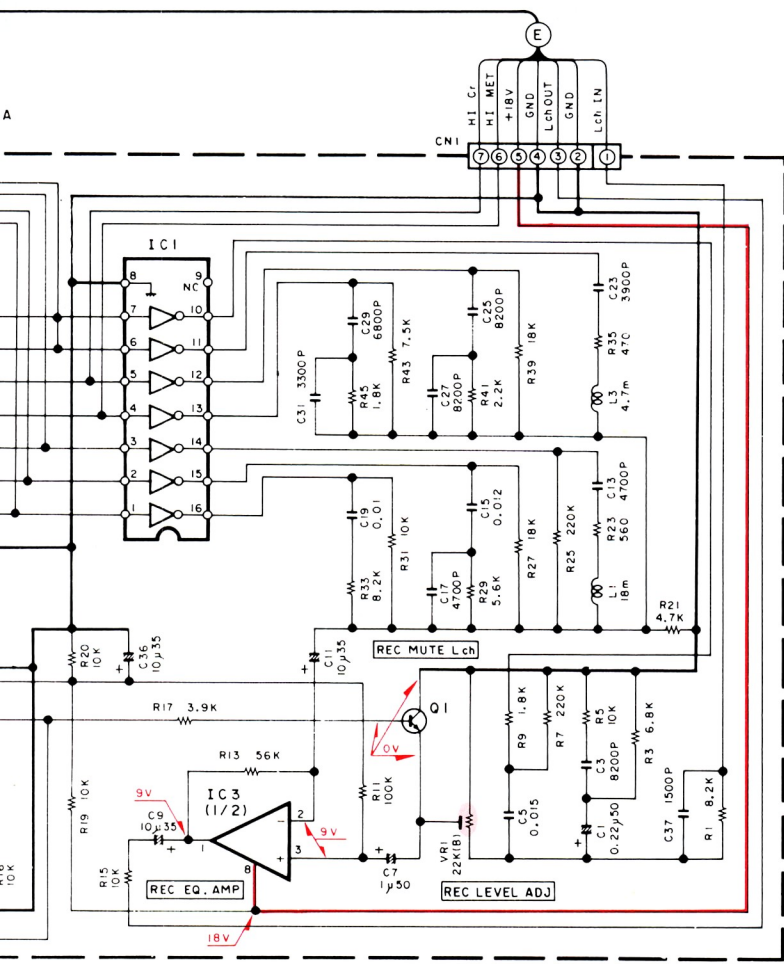 E
A
HI Cr
HI MET
+18V
GND
Lch OUT
GND
Lch IN
CN1
7 6 5 4 3 2 1
IC1
8
9
NC
7
10
6
11
5
12
4
13
3
14
2
15
1
16
C29
6800P
R43 7.5K
C31 3300P
R45
1.8K
C25
8200P
R39 18K
C27
8200P
R41
2.2K
C23
3900P
R35
470
L3
4.7m
C19
0.01
R31 10K
R33
8.2K
C15
0.012
R27 18K
R25 220K
C17
4700P
R29
5.6K
C13
4700P
R23
560
L1
18m
R21
4.7K
R20
10K
C36
10μ35
C11
10μ35
REC MUTE Lch
R17 3.9K
Q1
0V
R13 56K
IC3
(1/2)
R11
100K
R9 1.8K
R7 220K
R5
10K
C3
8200P
R3 6.8K
R19 10K
9V
C9
10μ35
+
1
2
3
8
9V
C7
1μ50
VR1
22K(B)
C5
0.015
C1
0.22μ50
C37 1500P
R1 8.2K
10K
R15
10K
REC EQ. AMP
REC LEVEL ADJ
18V